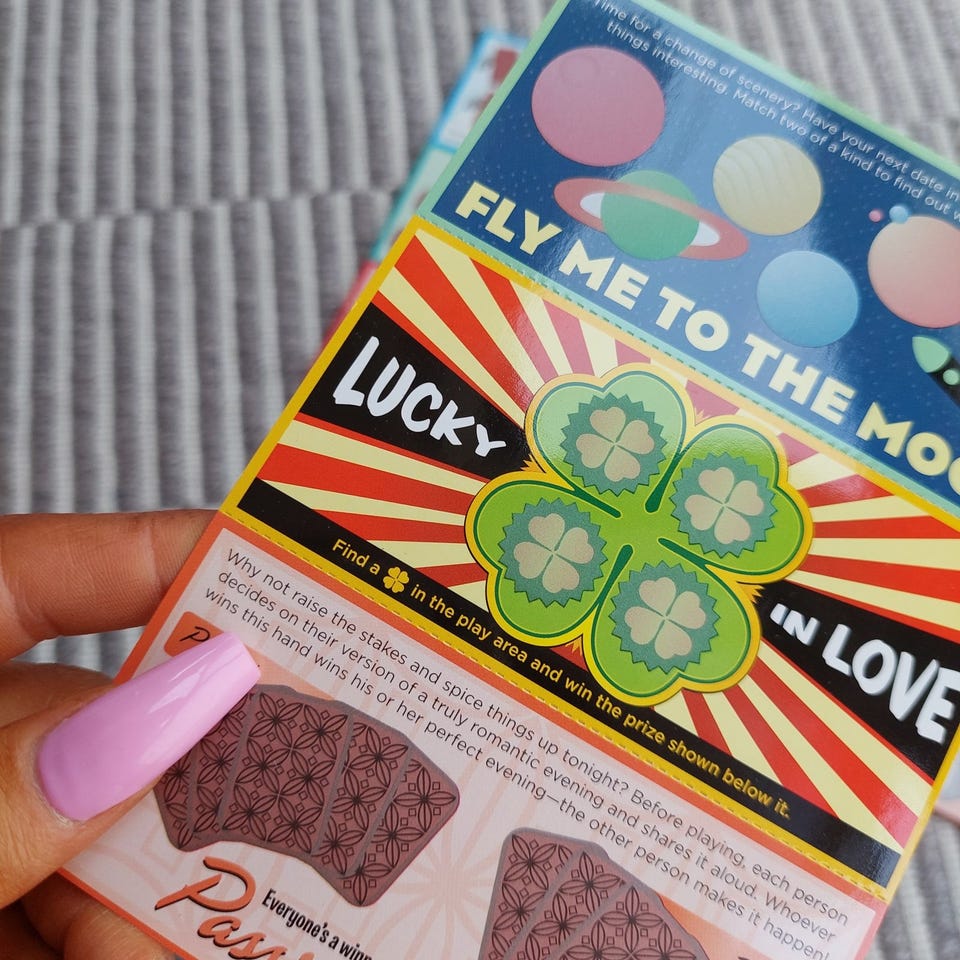 Time for a change of scenery? Have your next date in
things interesting. Match two of a kind to find out
FLY ME TO THE
LUCKY
IN LOVE
Find a in the play area and win the prize shown below it.
Why not raise the stakes and spice things up tonight? Before playing, each person
decides on their version of a truly romantic evening and shares it aloud. Whoever
wins this hand wins his or her perfect evening—the other person makes it happen!
Everyone's a